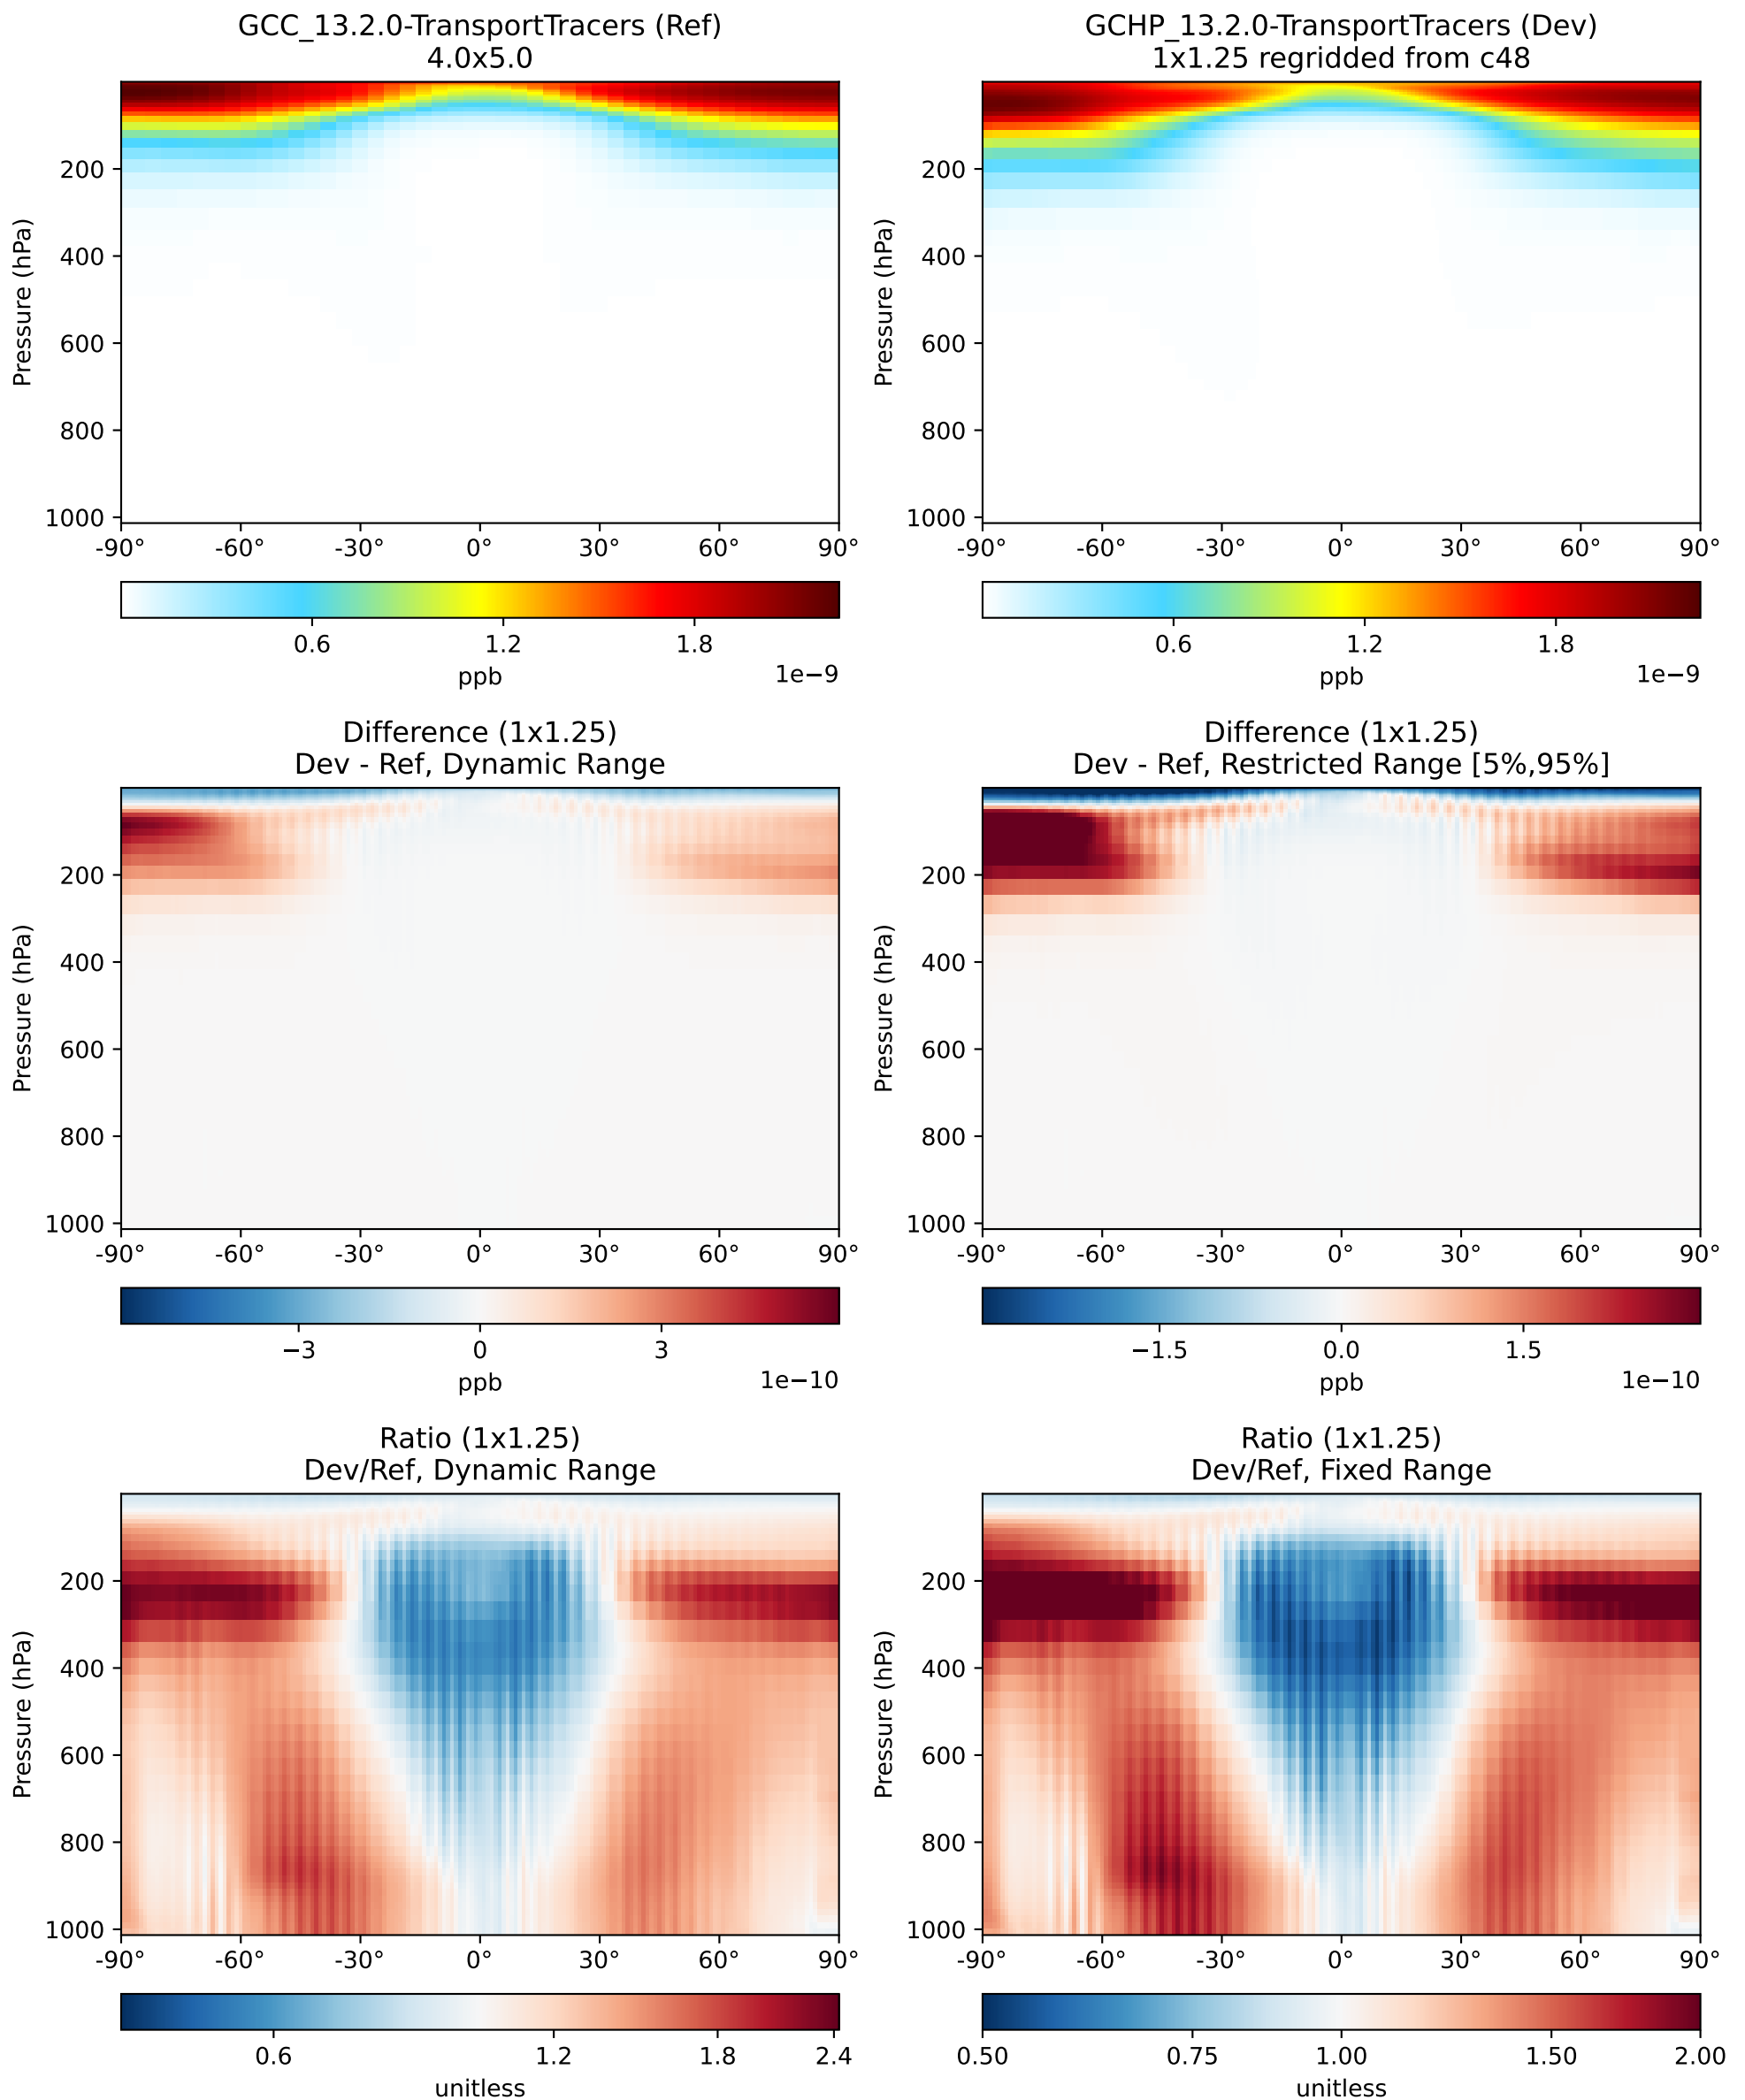 GCC_13.2.0-TransportTracers (Ref)
4.0x5.0
Pressure (hPa)
200
400
600
800
1000
-90° -60° -30° 0° 30° 60° 90°
0.6 1.2 1.8
ppb
1e−9
GCHP_13.2.0-TransportTracers (Dev)
1x1.25 regridded from c48
Pressure (hPa)
200
400
600
800
1000
-90° -60° -30° 0° 30° 60° 90°
0.6 1.2 1.8
ppb
1e−9
Difference (1x1.25)
Dev - Ref, Dynamic Range
Pressure (hPa)
200
400
600
800
1000
-90° -60° -30° 0° 30° 60° 90°
−3 0 3
ppb
1e−10
Difference (1x1.25)
Dev - Ref, Restricted Range [5%,95%]
Pressure (hPa)
200
400
600
800
1000
-90° -60° -30° 0° 30° 60° 90°
−1.5 0.0 1.5
ppb
1e−10
Ratio (1x1.25)
Dev/Ref, Dynamic Range
Pressure (hPa)
200
400
600
800
1000
-90° -60° -30° 0° 30° 60° 90°
0.6 1.2 1.8 2.4
unitless
Ratio (1x1.25)
Dev/Ref, Fixed Range
Pressure (hPa)
200
400
600
800
1000
-90° -60° -30° 0° 30° 60° 90°
0.50 0.75 1.00 1.50 2.00
unitless